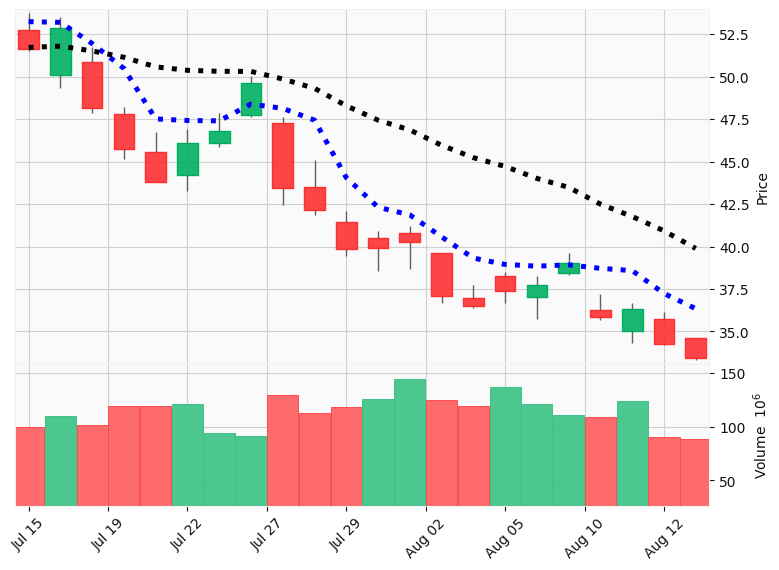 52.5
50.0
47.5
45.0
42.5
40.0
37.5
35.0
Price
150
100
50
Volume 10^6
Jul 15
Jul 19
Jul 22
Jul 27
Jul 29
Aug 02
Aug 05
Aug 10
Aug 12